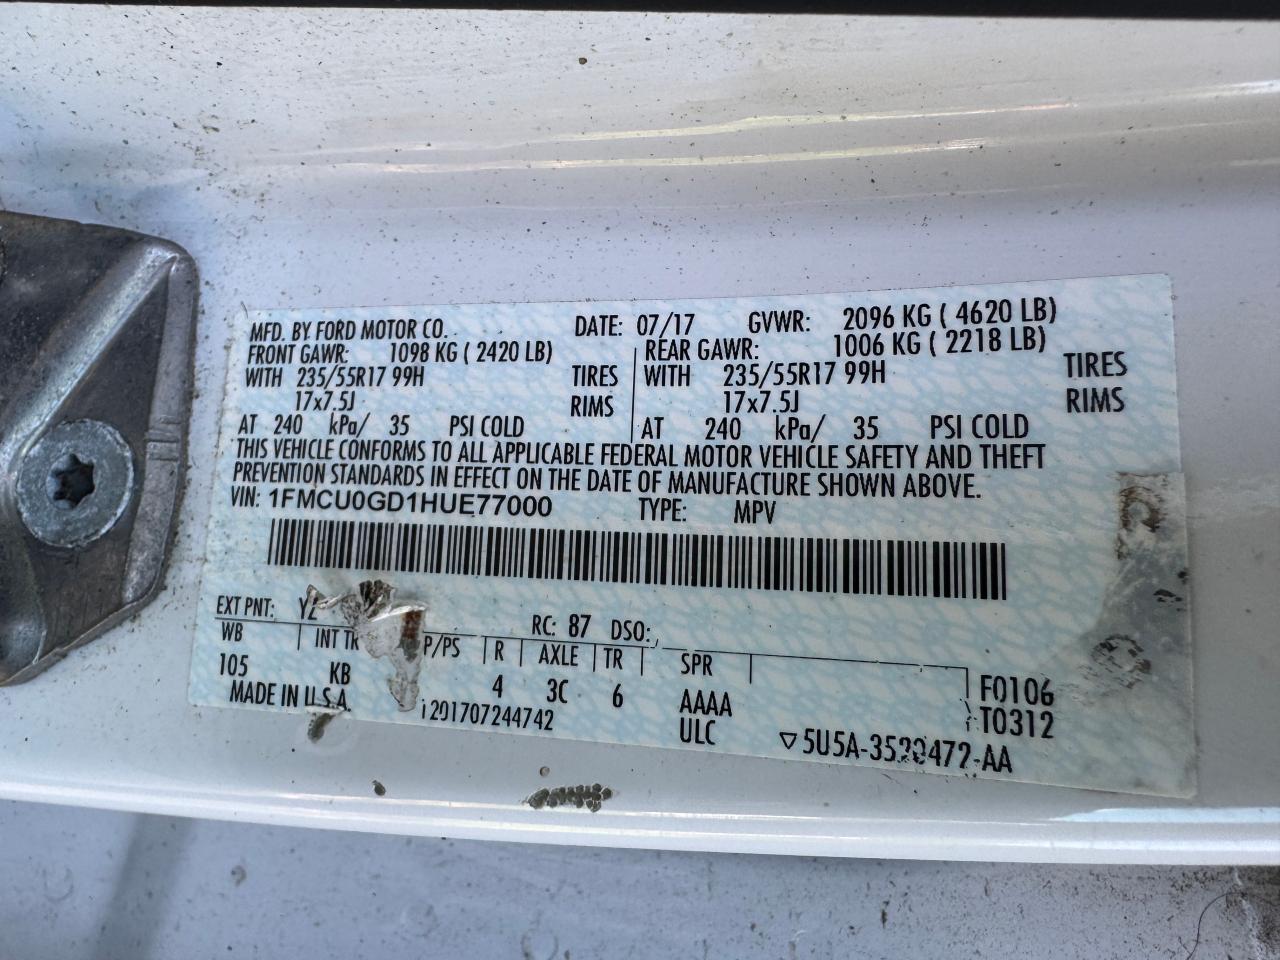 MFD. BY FORD MOTOR CO. DATE: 07/17 GVWR: 2096 KG ( 4620 LB)
FRONT GAWR: 1098 KG ( 2420 LB) REAR GAWR: 1006 KG ( 2218 LB)
WITH 235/55R17 99H TIRES WITH 235/55R17 99H TIRES
17x7.5J RIMS 17x7.5J RIMS
AT 240 kPa/ 35 PSI COLD AT 240 kPa/ 35 PSI COLD
THIS VEHICLE CONFORMS TO ALL APPLICABLE FEDERAL MOTOR VEHICLE SAFETY AND THEFT
PREVENTION STANDARDS IN EFFECT ON THE DATE OF MANUFACTURE SHOWN ABOVE.
VIN: 1FMCU0GD1HUE77000 TYPE: MPV
EXT PNT: YZ RC: 87 DSO:
WB INT TR P/PS R AXLE TR SPR
105 KB 4 3C 6 AAAA F0106
MADE IN U.S.A. 201707244742 ULC T0312
▽5U5A-3520472-AA